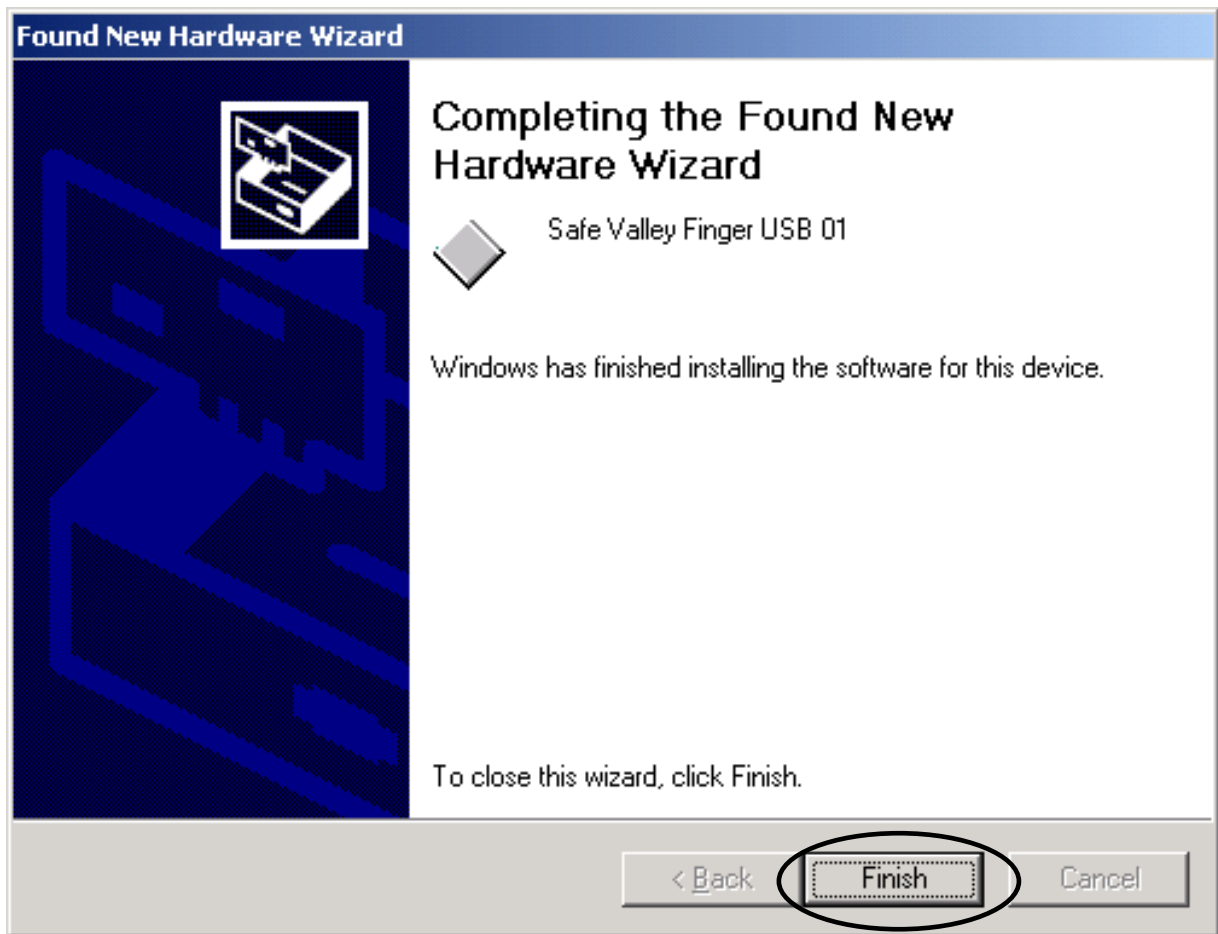 Found New Hardware Wizard
Completing the Found New
Hardware Wizard
Safe Valley Finger USB 01
Windows has finished installing the software for this device.
To close this wizard, click Finish.
< Back
Finish
Cancel